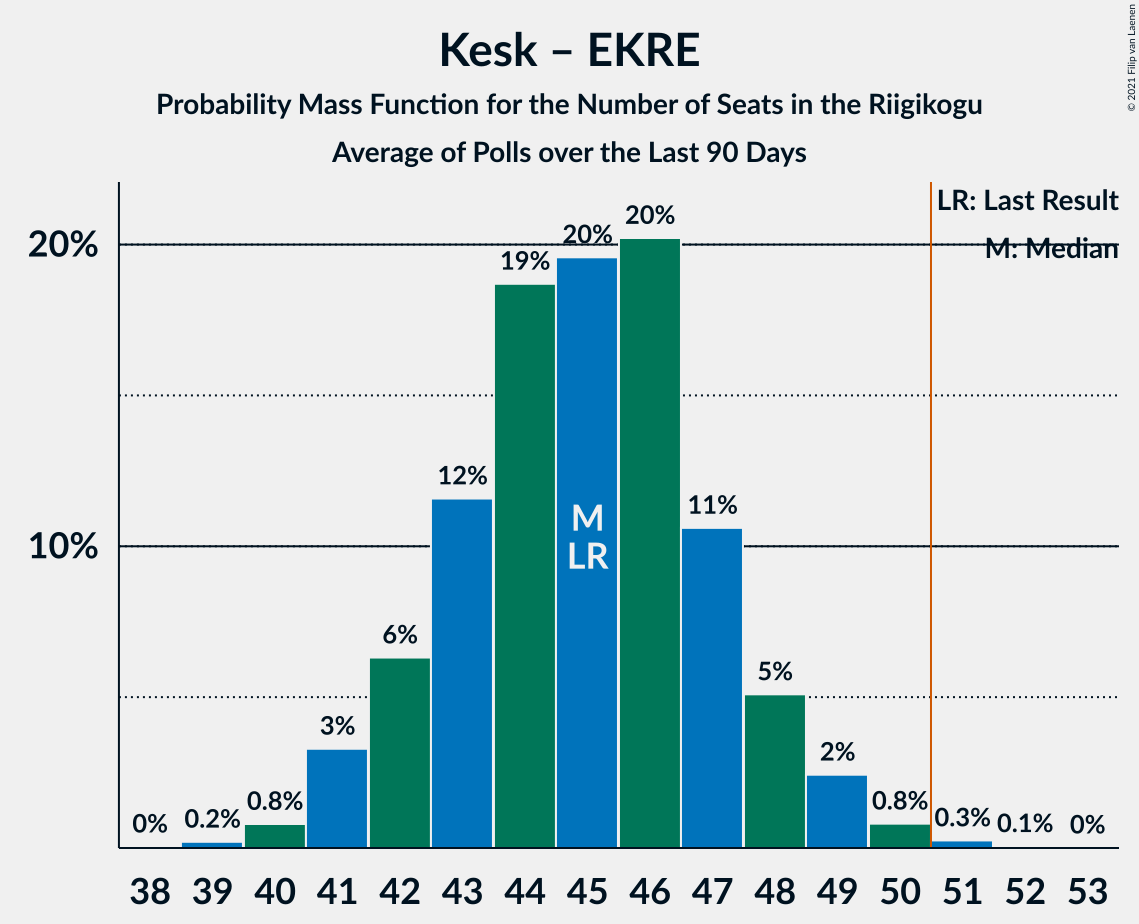 Kesk – EKRE
Probability Mass Function for the Number of Seats in the Riigikogu
Average of Polls over the Last 90 Days
© 2021 Filip van Laenen
LR: Last Result
M: Median
20%
10%
0%
0.2%
0.8%
3%
6%
12%
19%
20%
20%
11%
5%
2%
0.8%
0.3%
0.1%
0%
M
LR
38 39 40 41 42 43 44 45 46 47 48 49 50 51 52 53